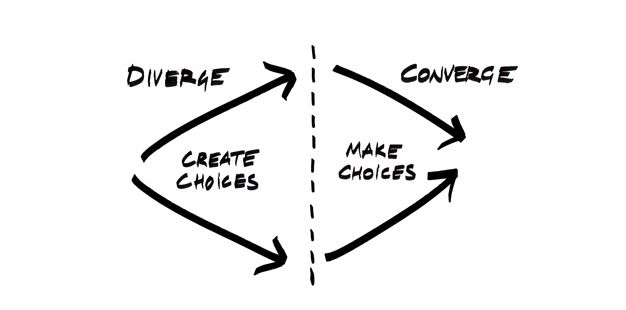 DIVERGE
CONVERGE
CREATE
CHOICES
MAKE
CHOICES